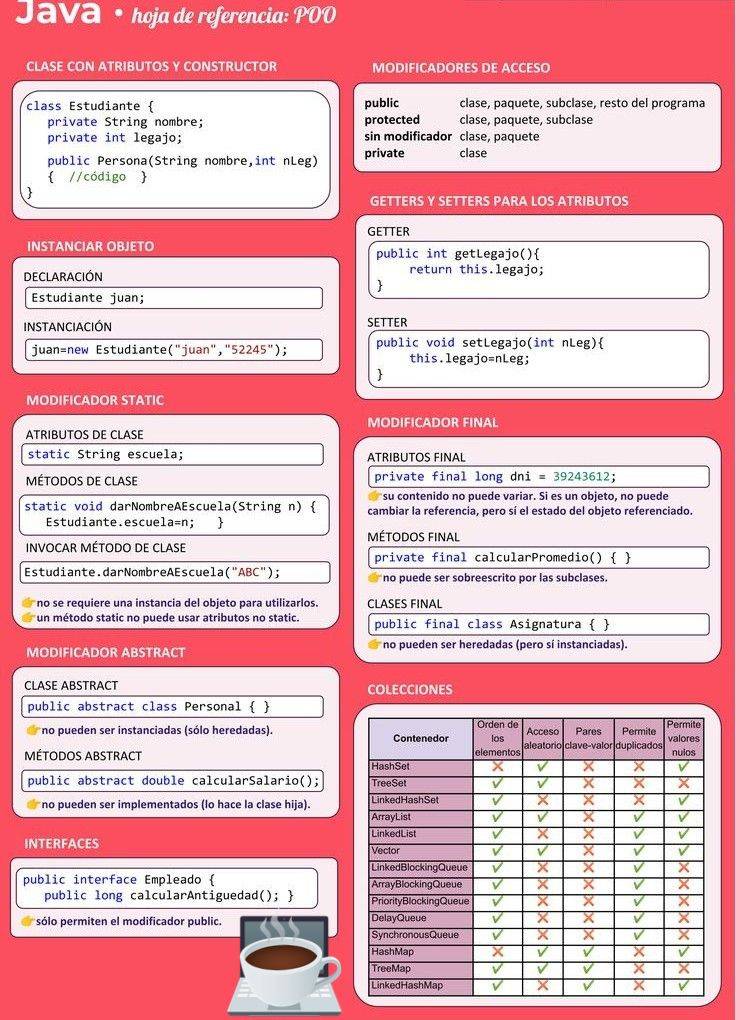 Java • hoja de referencia: POO
CLASE CON ATRIBUTOS Y CONSTRUCTOR
class Estudiante {
private String nombre;
private int legajo;
public Persona(String nombre,int nLeg)
{ //código }
}
INSTANCIAR OBJETO
DECLARACIÓN
Estudiante juan;
INSTANCIACIÓN
juan=new Estudiante("juan","52245");
MODIFICADOR STATIC
ATRIBUTOS DE CLASE
static String escuela;
MÉTODOS DE CLASE
static void darNombreAEscuela(String n) {
Estudiante.escuela=n; }
INVOCAR MÉTODO DE CLASE
Estudiante.darNombreAEscuela("ABC");
👉no se requiere una instancia del objeto para utilizarlos.
👉un método static no puede usar atributos no static.
MODIFICADOR ABSTRACT
CLASE ABSTRACT
public abstract class Personal { }
👉no pueden ser instanciadas (sólo heredadas).
MÉTODOS ABSTRACT
public abstract double calcularSalario();
👉no pueden ser implementados (lo hace la clase hija).
INTERFACES
public interface Empleado {
public long calcularAntiguedad(); }
👉sólo permiten el modificador public.
MODIFICADORES DE ACCESO
public clase, paquete, subclase, resto del programa
protected clase, paquete, subclase
sin modificador clase, paquete
private clase
GETTERS Y SETTERS PARA LOS ATRIBUTOS
GETTER
public int getLegajo(){
return this.legajo;
}
SETTER
public void setLegajo(int nLeg){
this.legajo=nLeg;
}
MODIFICADOR FINAL
ATRIBUTOS FINAL
private final long dni = 39243612;
👉su contenido no puede variar. Si es un objeto, no puede
cambiar la referencia, pero sí el estado del objeto referenciado.
MÉTODOS FINAL
private final calcularPromedio() { }
👉no puede ser sobreescrito por las subclases.
CLASES FINAL
public final class Asignatura { }
👉no pueden ser heredadas (pero sí instanciadas).
COLECCIONES
Contenedor Orden de los elementos Acceso aleatorio Pares clave-valor Permite duplicados Permite valores nulos
HashSet ❌ ✔ ❌ ❌ ✔
TreeSet ✔ ✔ ❌ ❌ ❌
LinkedHashSet ✔ ❌ ❌ ❌ ✔
ArrayList ✔ ✔ ❌ ✔ ✔
LinkedList ✔ ❌ ❌ ✔ ✔
Vector ✔ ✔ ❌ ✔ ✔
LinkedBlockingQueue ✔ ❌ ❌ ✔ ❌
ArrayBlockingQueue ✔ ❌ ❌ ✔ ❌
PriorityBlockingQueue ✔ ❌ ❌ ✔ ❌
DelayQueue ✔ ❌ ❌ ✔ ❌
SynchronousQueue ✔ ❌ ❌ ✔ ❌
HashMap ❌ ✔ ✔ ❌ ✔
TreeMap ✔ ✔ ✔ ❌ ❌
LinkedHashMap ✔ ❌ ✔ ❌ ✔